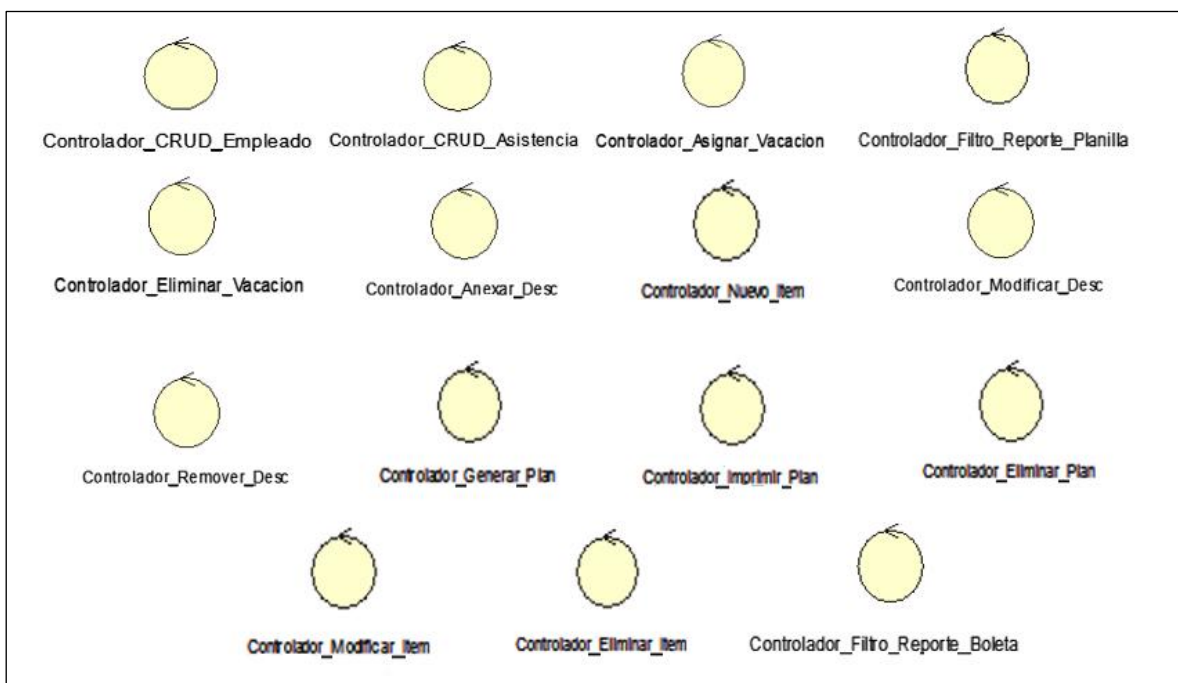 Controlador_CRUD_Empleado
Controlador_CRUD_Asistencia
Controlador_Asignar_Vacacion
Controlador_Filtro_Reporte_Planilla
Controlador_Eliminar_Vacacion
Controlador_Anexar_Desc
Controlador_Nuevo_Item
Controlador_Modificar_Desc
Controlador_Remover_Desc
Controlador_Generar_Plan
Controlador_Imprimir_Plan
Controlador_Eliminar_Plan
Controlador_Modificar_Item
Controlador_Eliminar_Item
Controlador_Filtro_Reporte_Boleta